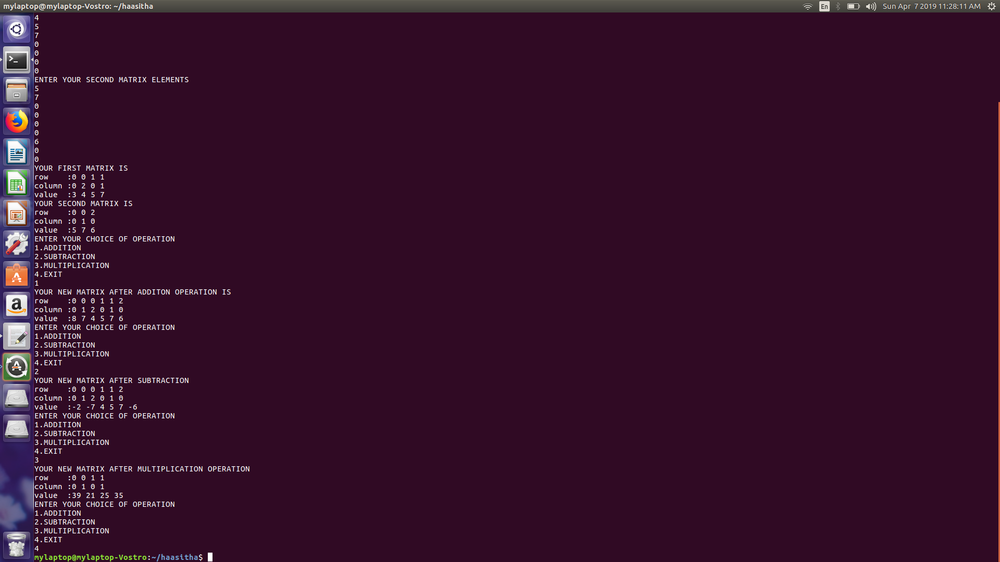 mylaptop@mylaptop-Vostro: ~/haasitha
En
Sun Apr 7 2019 11:28:11 AM
4
5
7
0
0
0
0
ENTER YOUR SECOND MATRIX ELEMENTS
5
7
0
0
0
0
6
0
0
YOUR FIRST MATRIX IS
row    :0 0 1 1
column :0 2 0 1
value  :3 4 5 7
YOUR SECOND MATRIX IS
row    :0 0 2
column :0 1 0
value  :5 7 6
ENTER YOUR CHOICE OF OPERATION
1.ADDITION
2.SUBTRACTION
3.MULTIPLICATION
4.EXIT
1
YOUR NEW MATRIX AFTER ADDITON OPERATION IS
row    :0 0 0 1 1 2
column :0 1 2 0 1 0
value  :8 7 4 5 7 6
ENTER YOUR CHOICE OF OPERATION
1.ADDITION
2.SUBTRACTION
3.MULTIPLICATION
4.EXIT
2
YOUR NEW MATRIX AFTER SUBTRACTION
row    :0 0 0 1 1 2
column :0 1 2 0 1 0
value  :-2 -7 4 5 7 -6
ENTER YOUR CHOICE OF OPERATION
1.ADDITION
2.SUBTRACTION
3.MULTIPLICATION
4.EXIT
3
YOUR NEW MATRIX AFTER MULTIPLICATION OPERATION
row    :0 0 1 1
column :0 1 0 1
value  :39 21 25 35
ENTER YOUR CHOICE OF OPERATION
1.ADDITION
2.SUBTRACTION
3.MULTIPLICATION
4.EXIT
4
mylaptop@mylaptop-Vostro:~/haasitha$